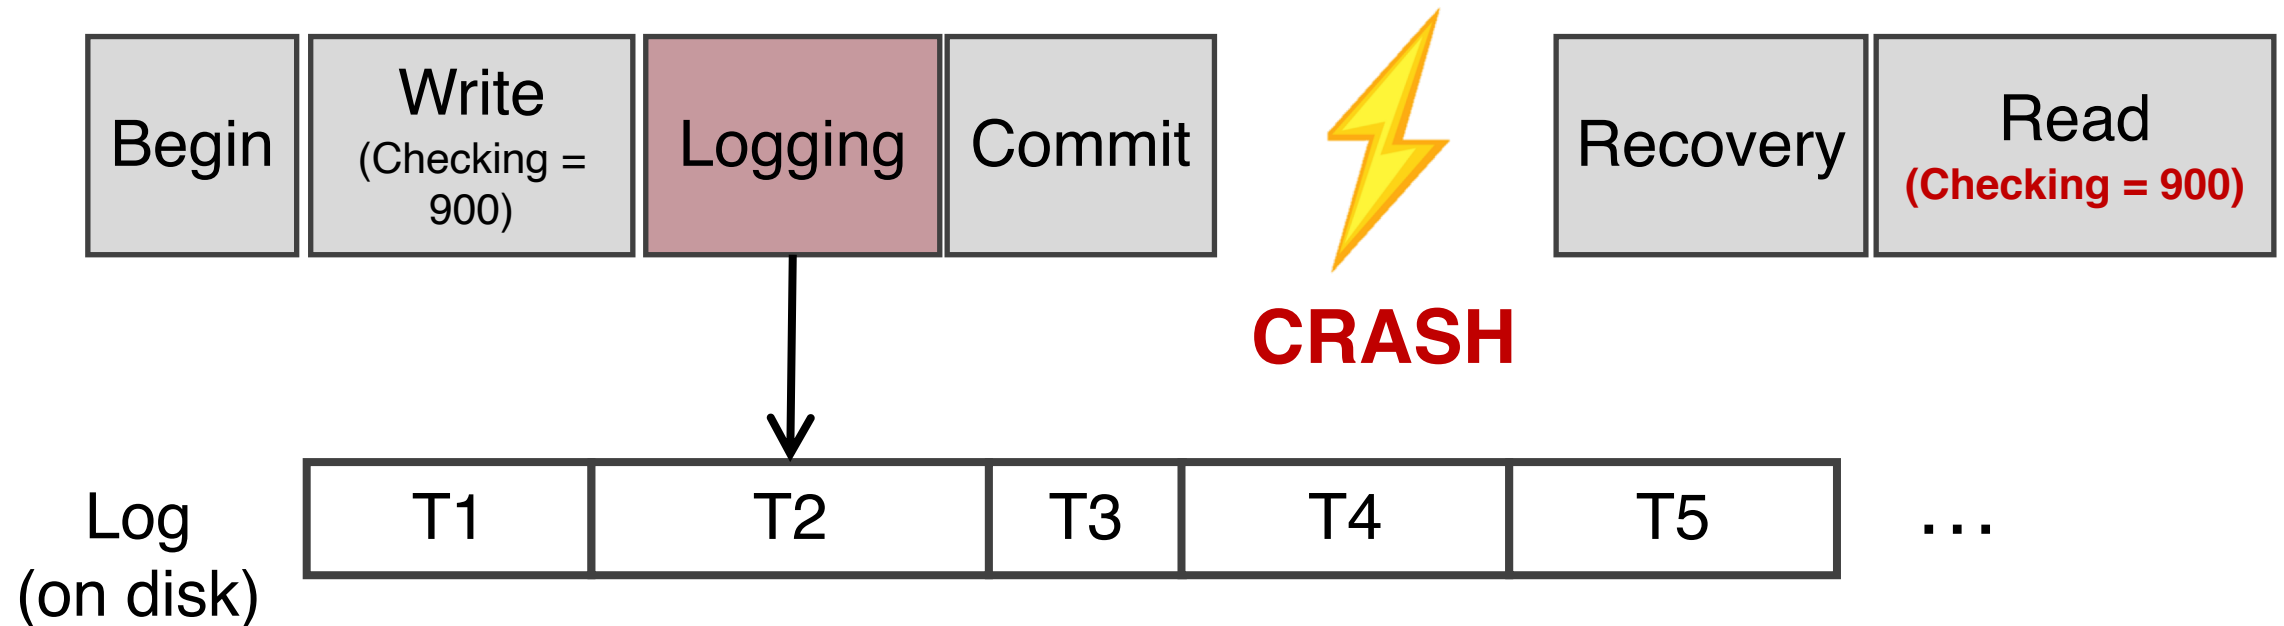 Begin
Write
(Checking =
900)
Logging
Commit
CRASH
Recovery
Read
(Checking = 900)
Log
(on disk)
T1
T2
T3
T4
T5
...